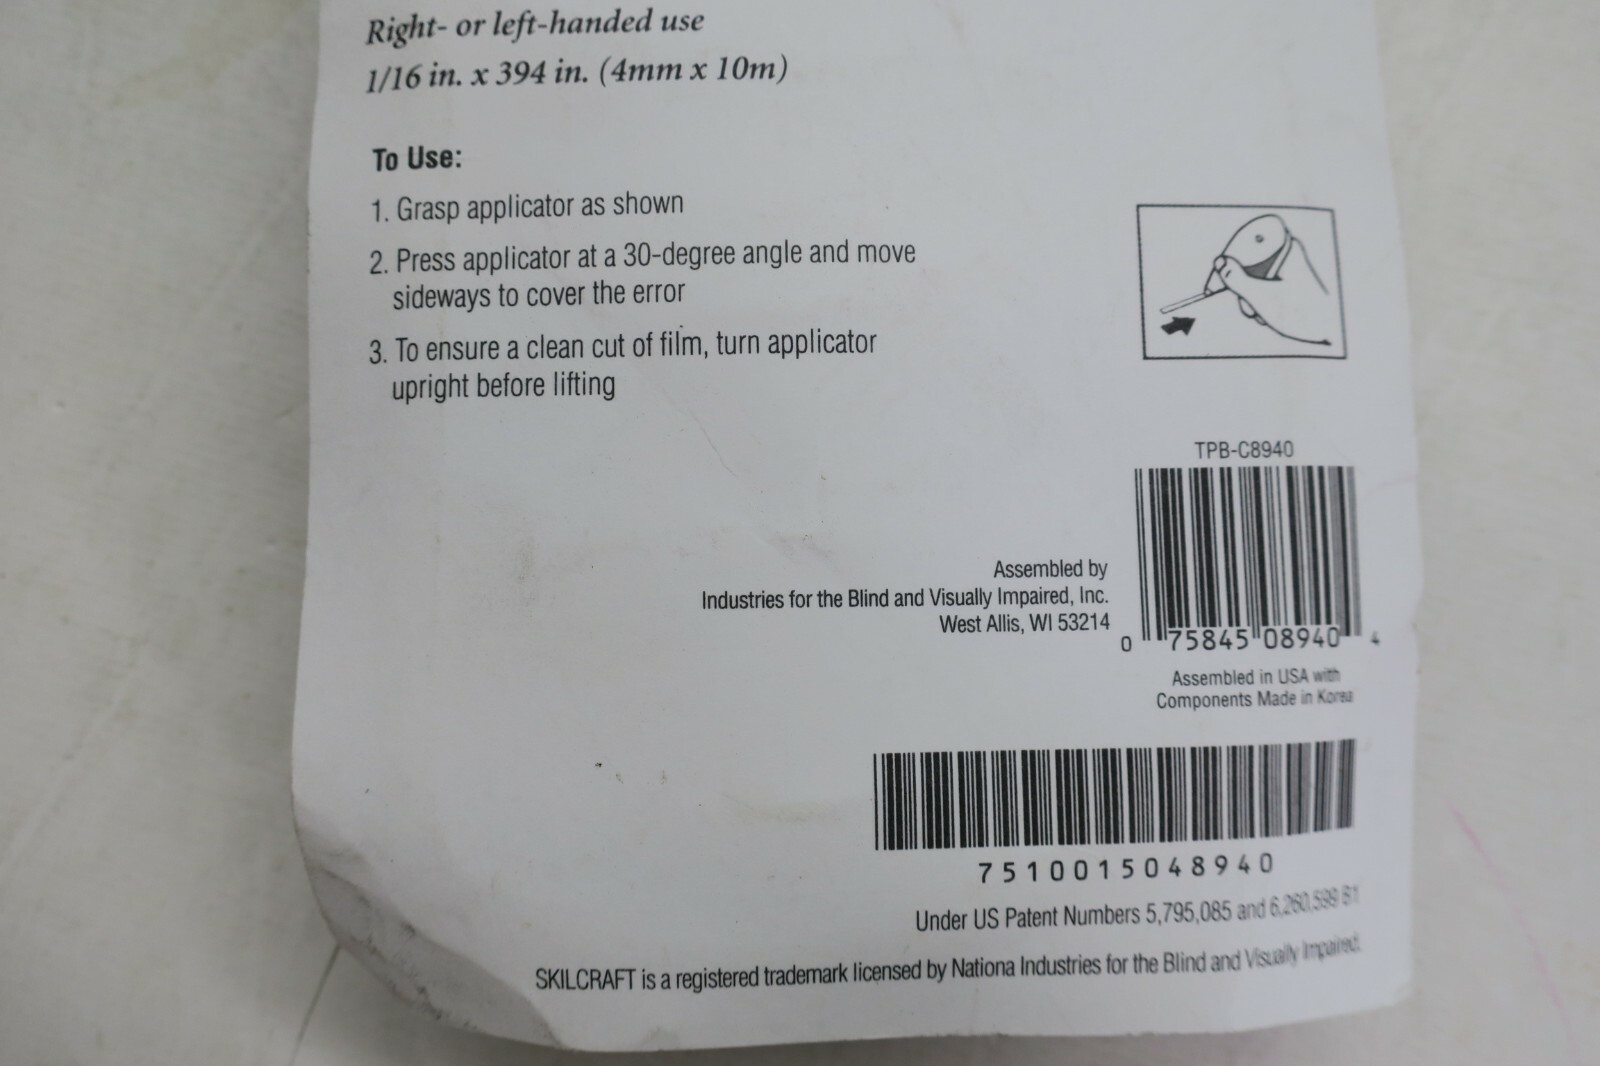 Right- or left-handed use
1/16 in. x 394 in. (4mm x 10m)
To Use:
1. Grasp applicator as shown
2. Press applicator at a 30-degree angle and move
sideways to cover the error
3. To ensure a clean cut of film, turn applicator
upright before lifting
TPB-C8940
Assembled by
Industries for the Blind and Visually Impaired, Inc.
West Allis, WI 53214
0 75845 08940 4
Assembled in USA with
Components Made in Korea
7510015048940
Under US Patent Numbers 5,795,085 and 6,260,599 B1
SKILCRAFT is a registered trademark licensed by Nationa Industries for the Blind and Visually Impaired.